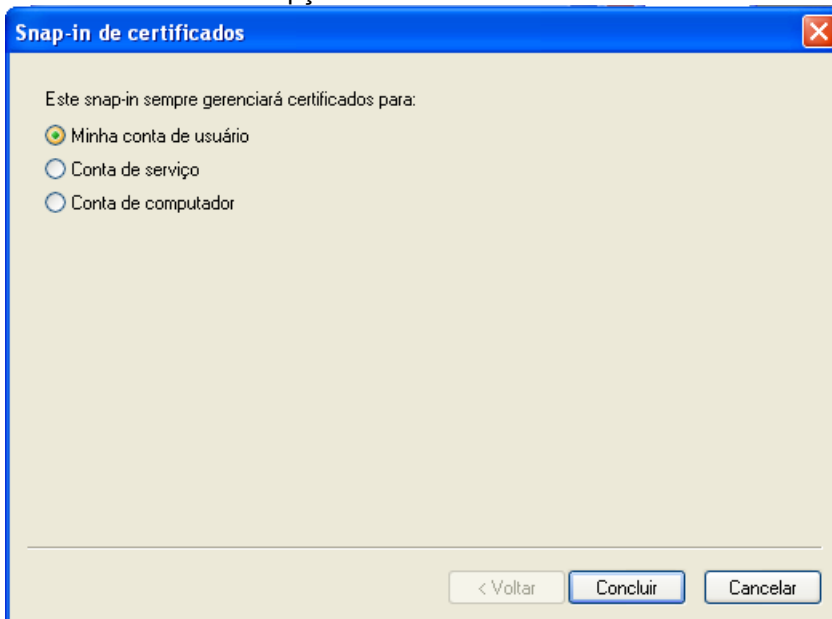 Snap-in de certificados
Este snap-in sempre gerenciará certificados para:
Minha conta de usuário
Conta de serviço
Conta de computador
< Voltar
Concluir
Cancelar